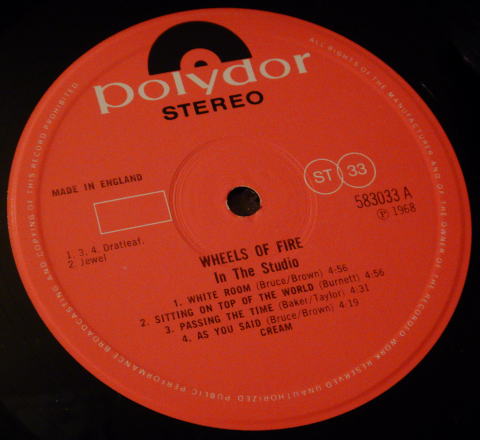 polydor
STEREO
MADE IN ENGLAND
ST 33
583033 A
Ⓟ 1968
1. 3. 4. Dratleaf.
2. Jewel
WHEELS OF FIRE
In The Studio
1. WHITE ROOM (Bruce/Brown) 4:56
2. SITTING ON TOP OF THE WORLD (Burnett) 4:56
3. PASSING THE TIME (Baker/Taylor) 4:31
4. AS YOU SAID (Bruce/Brown) 4:19
CREAM
ALL RIGHTS OF THE MANUFACTURER AND OF THE OWNER OF THE RECORDED WORK RESERVED UNAUTHORIZED PUBLIC PERFORMANCE BROADCASTING AND COPYING OF THIS RECORD PROHIBITED